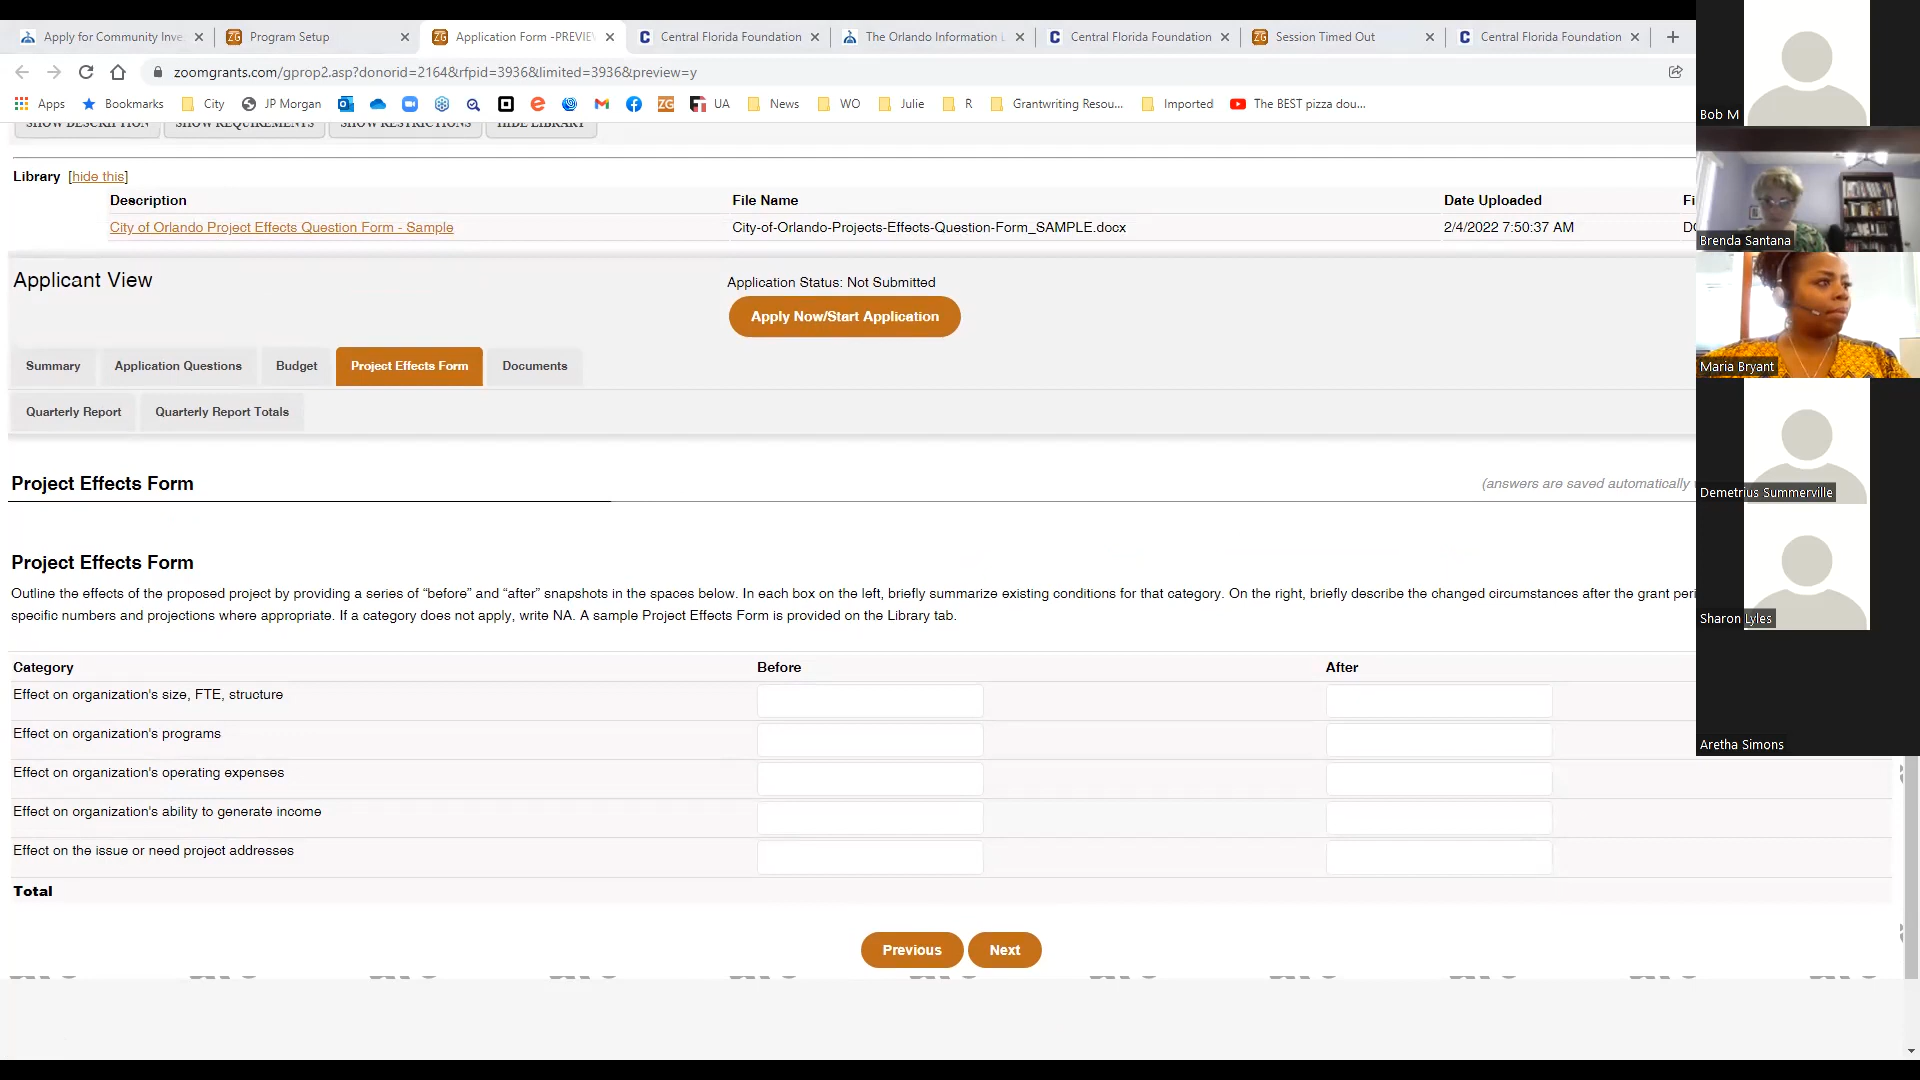 Apply for Community Inve
Program Setup
Application Form -PREVIEW
Central Florida Foundation
The Orlando Information L
Central Florida Foundation
Session Timed Out
Central Florida Foundation
zoomgrants.com/gprop2.asp?donorid=2164&rfpid=3936&limited=3936&preview=y
Apps
Bookmarks
City
JP Morgan
UA
News
WO
Julie
R
Grantwriting Resou...
Imported
The BEST pizza dou...
SHOW DESCRIPTION
SHOW REQUIREMENTS
SHOW RESTRICTIONS
HIDE LIBRARY
Library [hide this]
Description File Name Date Uploaded Fi
City of Orlando Project Effects Question Form - Sample City-of-Orlando-Projects-Effects-Question-Form_SAMPLE.docx 2/4/2022 7:50:37 AM
Applicant View
Application Status: Not Submitted
Apply Now/Start Application
Summary
Application Questions
Budget
Project Effects Form
Documents
Quarterly Report
Quarterly Report Totals
Project Effects Form
(answers are saved automatically
Project Effects Form
Outline the effects of the proposed project by providing a series of “before” and “after” snapshots in the spaces below. In each box on the left, briefly summarize existing conditions for that category. On the right, briefly describe the changed circumstances after the grant peri
specific numbers and projections where appropriate. If a category does not apply, write NA. A sample Project Effects Form is provided on the Library tab.
Category Before After
Effect on organization's size, FTE, structure
Effect on organization's programs
Effect on organization's operating expenses
Effect on organization's ability to generate income
Effect on the issue or need project addresses
Total
Previous
Next
Bob M
Brenda Santana
Maria Bryant
Demetrius Summerville
Sharon Lyles
Aretha Simons